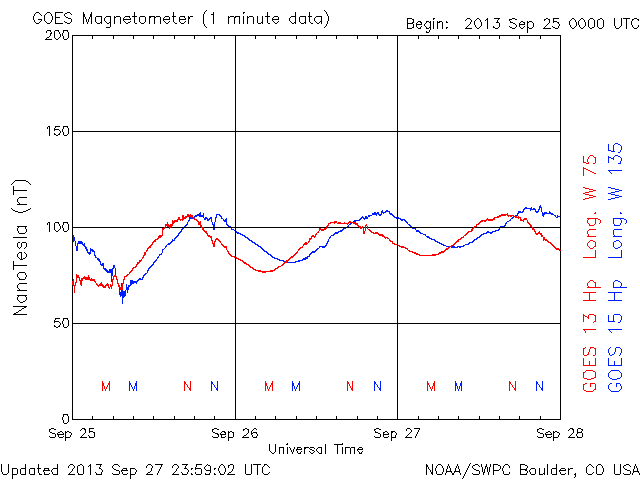 GOES Magnetometer (1 minute data)
Begin: 2013 Sep 25 0000 UTC
200
150
100
50
0
NanoTesla (nT)
M M N N M M N N M M N N
Sep 25 Sep 26 Sep 27 Sep 28
Universal Time
GOES 13 Hp Long. W 75
GOES 15 Hp Long. W 135
Updated 2013 Sep 27 23:59:02 UTC
NOAA/SWPC Boulder, CO USA